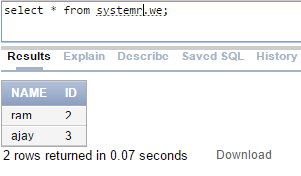 select * from systemr.we;
Results Explain Describe Saved SQL History
NAME ID
ram 2
ajay 3
2 rows returned in 0.07 seconds Download